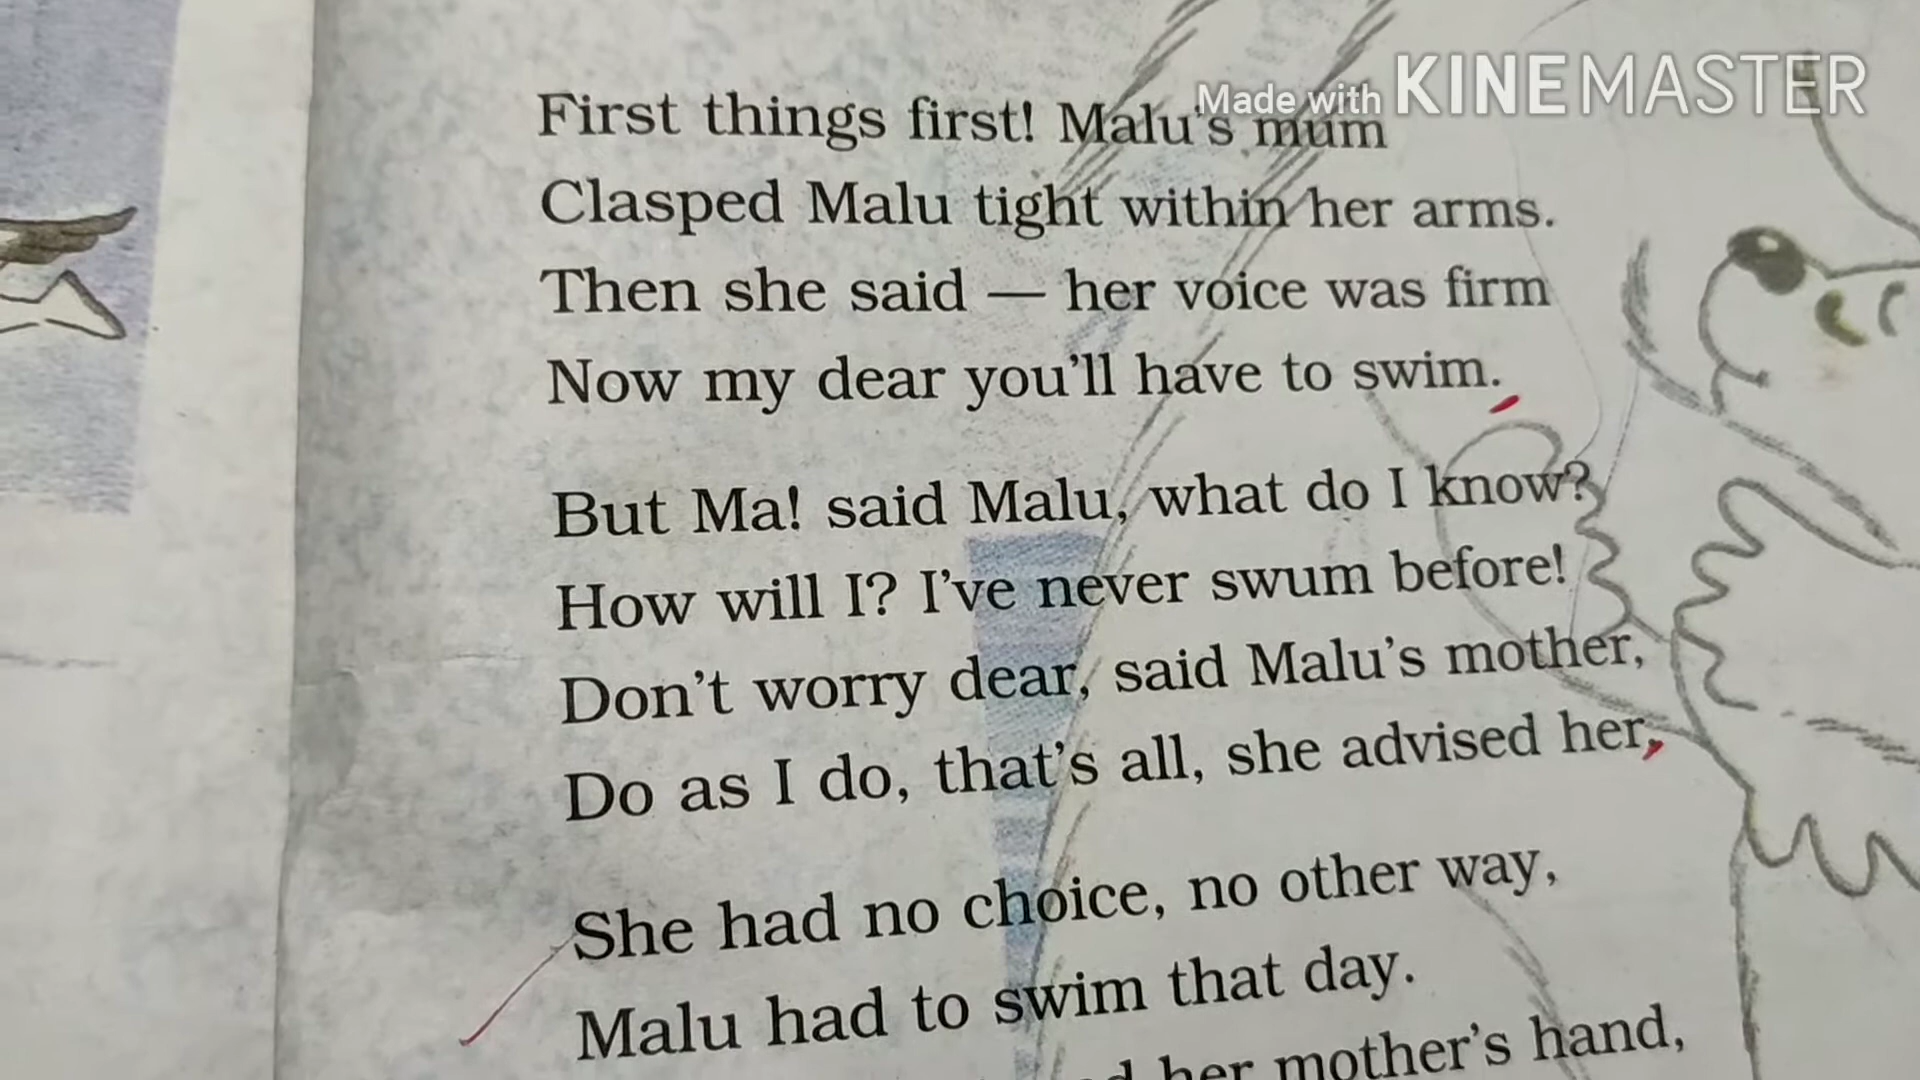 Made with KINEMASTER
First things first! Malu's mum
Clasped Malu tight within her arms.
Then she said — her voice was firm
Now my dear you'll have to swim.
But Ma! said Malu, what do I know?
How will I? I've never swum before!
Don't worry dear, said Malu's mother,
Do as I do, that's all, she advised her,
She had no choice, no other way,
Malu had to swim that day.
her mother's hand,